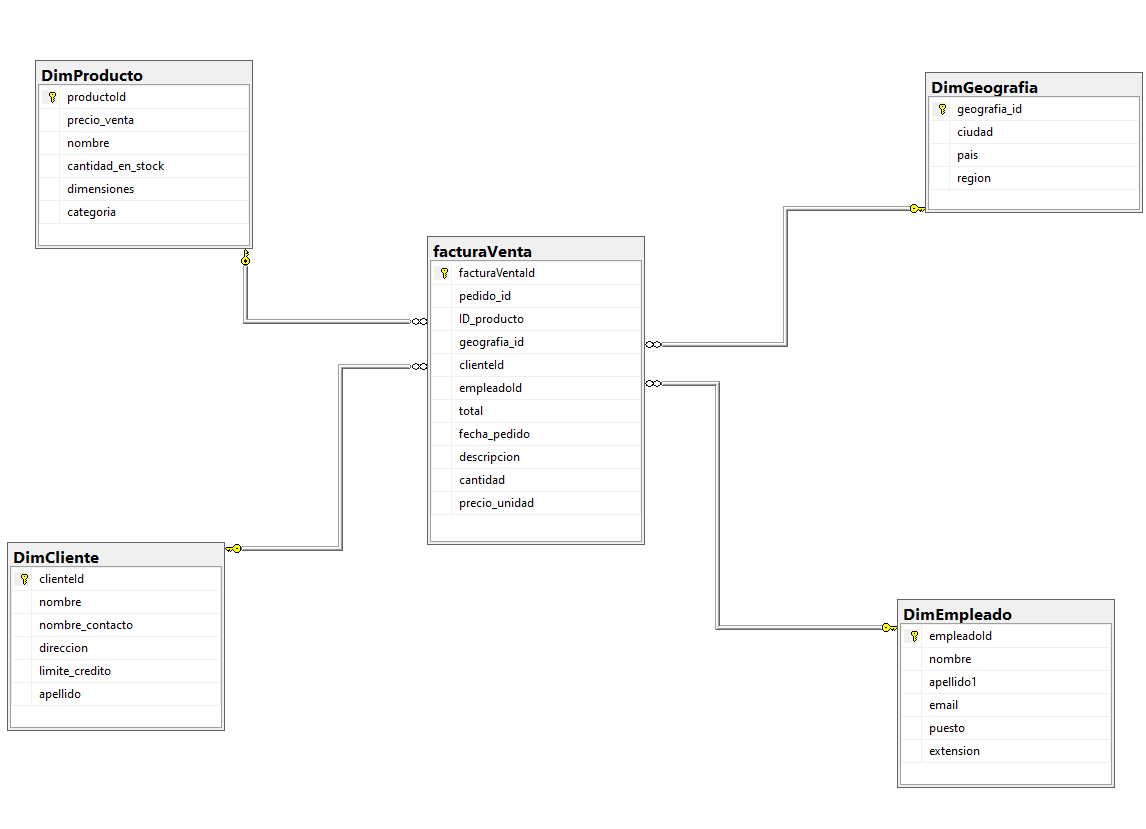 DimProducto
productoId
precio_venta
nombre
cantidad_en_stock
dimensiones
categoria
DimGeografia
geografia_id
ciudad
pais
region
facturaVenta
facturaVentaId
pedido_id
ID_producto
geografia_id
clienteId
empleadoId
total
fecha_pedido
descripcion
cantidad
precio_unidad
DimCliente
clienteId
nombre
nombre_contacto
direccion
limite_credito
apellido
DimEmpleado
empleadoId
nombre
apellido1
email
puesto
extension